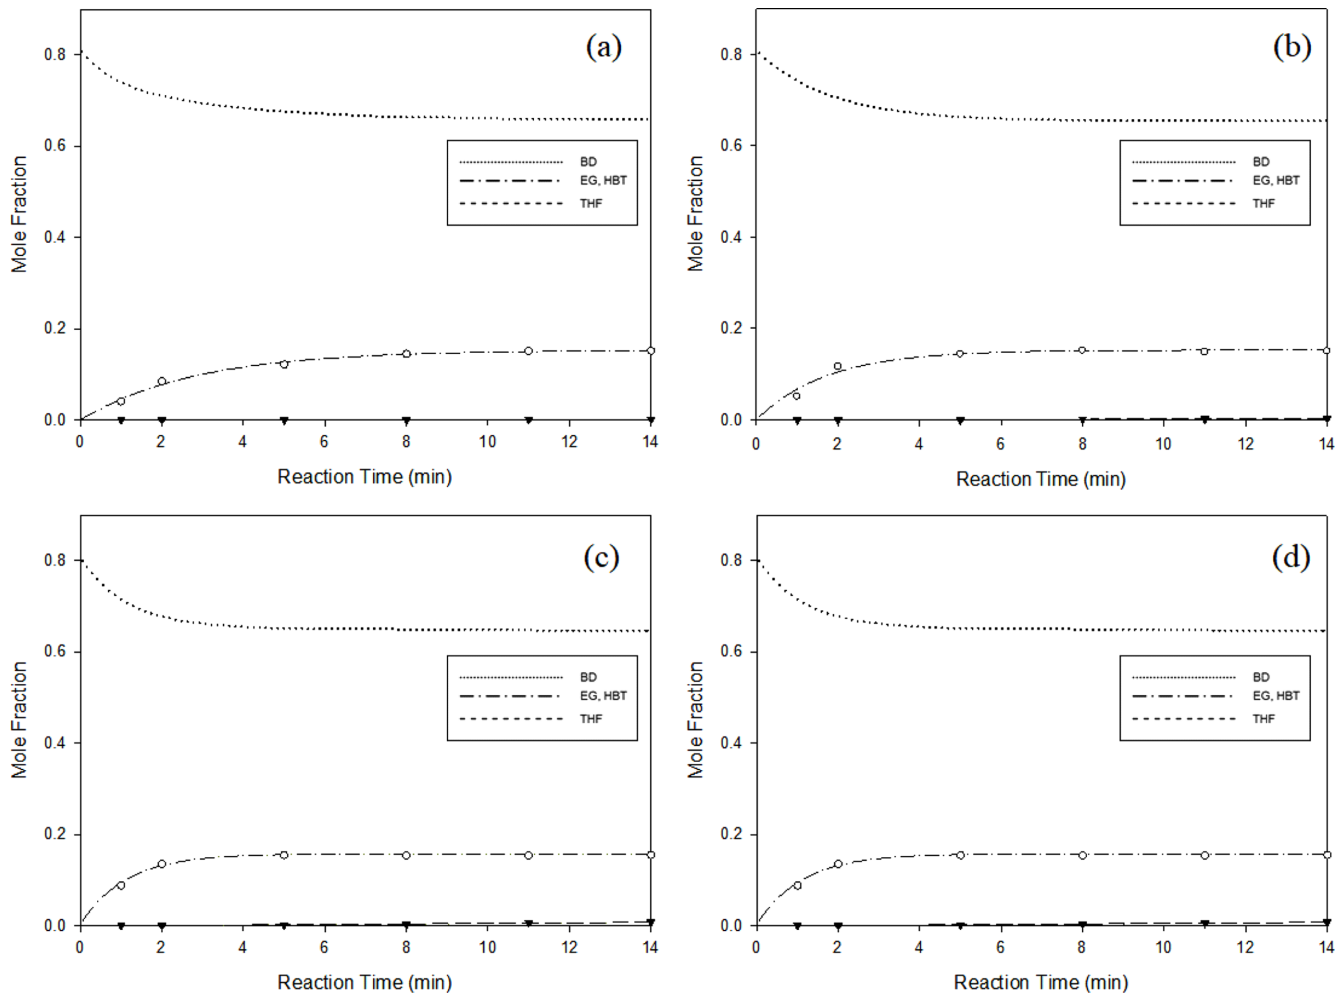 (a)
0.8
0.6
0.4
0.2
0.0
Mole Fraction
BD
EG, HBT
THF
0 2 4 6 8 10 12 14
Reaction Time (min)
(b)
0.8
0.6
0.4
0.2
0.0
Mole Fraction
BD
EG, HBT
THF
0 2 4 6 8 10 12 14
Reaction Time (min)
(c)
0.8
0.6
0.4
0.2
0.0
Mole Fraction
BD
EG, HBT
THF
0 2 4 6 8 10 12 14
Reaction Time (min)
(d)
0.8
0.6
0.4
0.2
0.0
Mole Fraction
BD
EG, HBT
THF
0 2 4 6 8 10 12 14
Reaction Time (min)